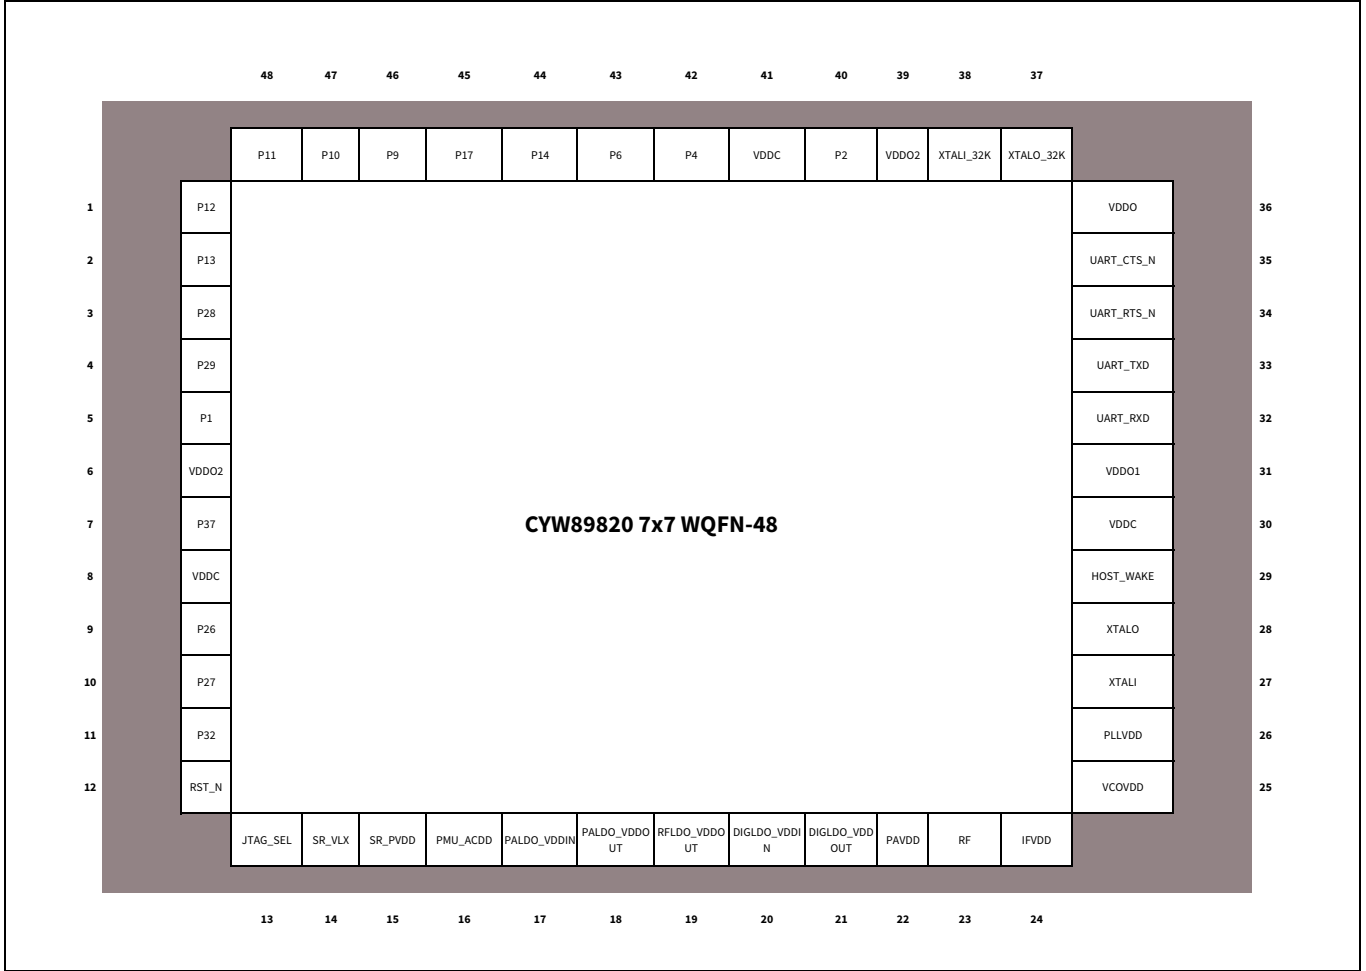 48 47 46 45 44 43 42 41 40 39 38 37
P11 P10 P9 P17 P14 P6 P4 VDDC P2 VDDO2 XTALI_32K XTALO_32K
1 P12 VDDO 36
2 P13 UART_CTS_N 35
3 P28 UART_RTS_N 34
4 P29 UART_TXD 33
5 P1 UART_RXD 32
6 VDDO2 VDDO1 31
7 P37 CYW89820 7x7 WQFN-48 VDDC 30
8 VDDC HOST_WAKE 29
9 P26 XTALO 28
10 P27 XTALI 27
11 P32 PLLVDD 26
12 RST_N VCOVDD 25
JTAG_SEL SR_VLX SR_PVDD PMU_ACDD PALDO_VDDIN PALDO_VDDO RFLDO_VDDO DIGLDO_VDDI DIGLDO_VDD PAVDD RF IFVDD
UT UT N OUT
13 14 15 16 17 18 19 20 21 22 23 24